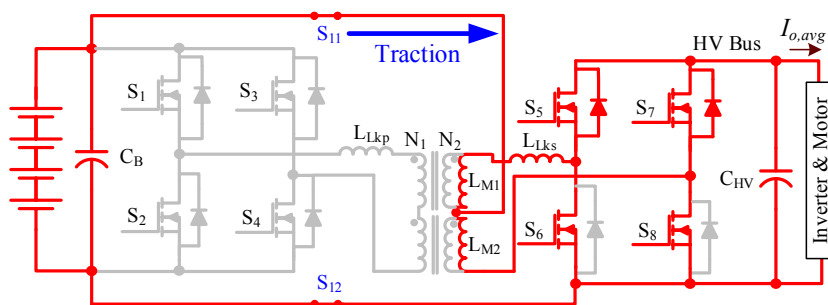 S11
Traction
HV Bus
Io,avg
S1
S3
S5
S7
LLkp
N1
N2
LLks
CB
LM1
CHV
S2
S4
S6
S8
LM2
S12
Inverter & Motor